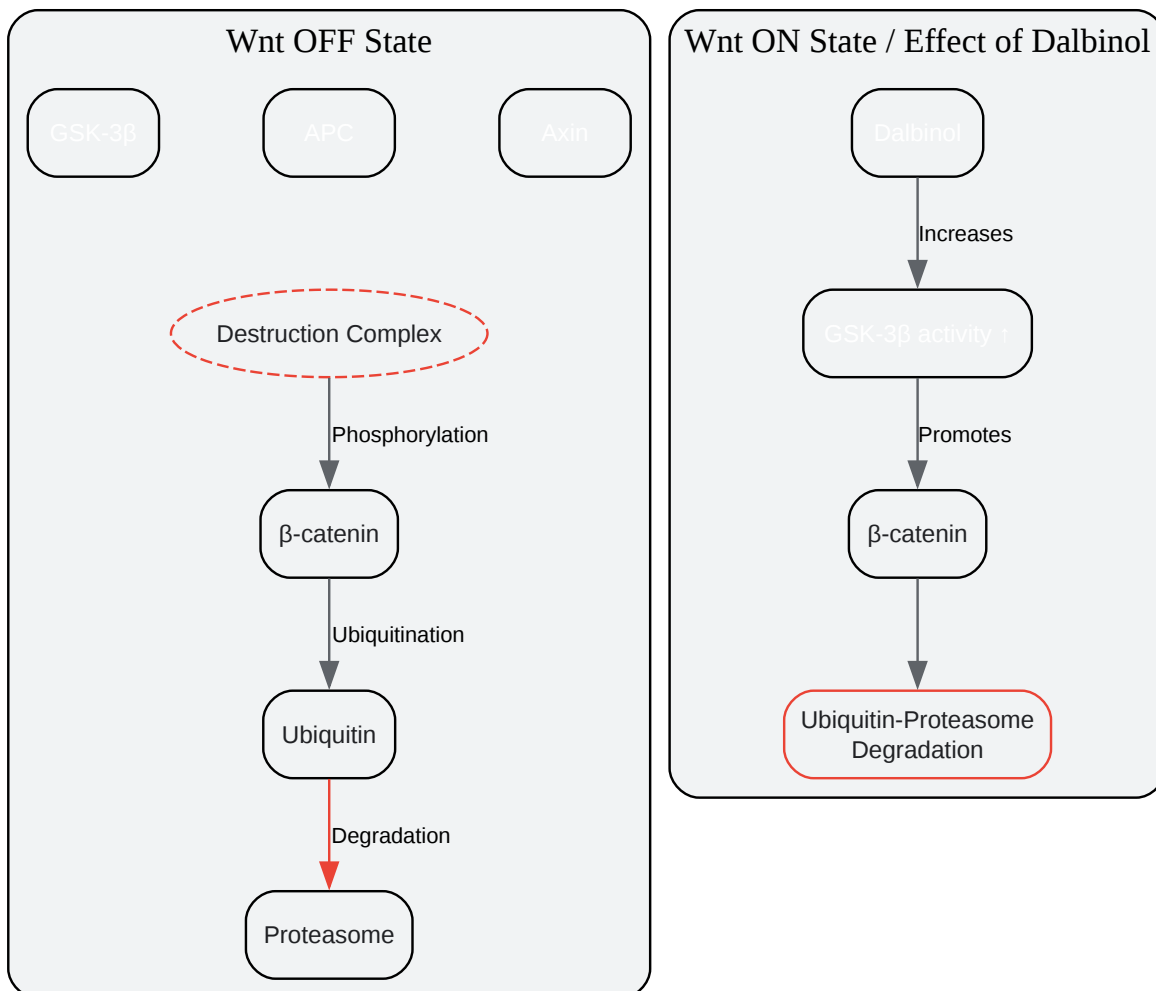 Wnt OFF State
GSK-3β
APC
Axin
Destruction Complex
Phosphorylation
β-catenin
Ubiquitination
Ubiquitin
Degradation
Proteasome
Wnt ON State / Effect of Dalbinol
Dalbinol
Increases
GSK-3β activity ↑
Promotes
β-catenin
Ubiquitin-Proteasome
Degradation